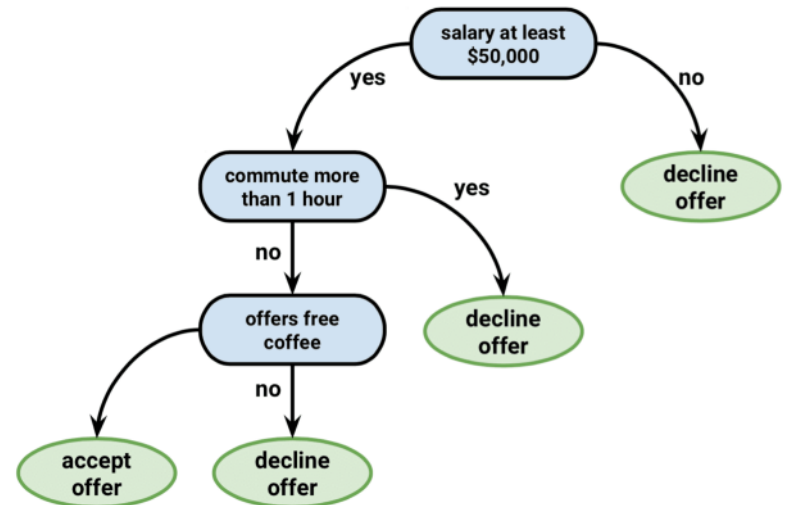 salary at least
$50,000
yes
no
commute more
than 1 hour
decline
offer
yes
no
offers free
coffee
decline
offer
no
accept
offer
decline
offer